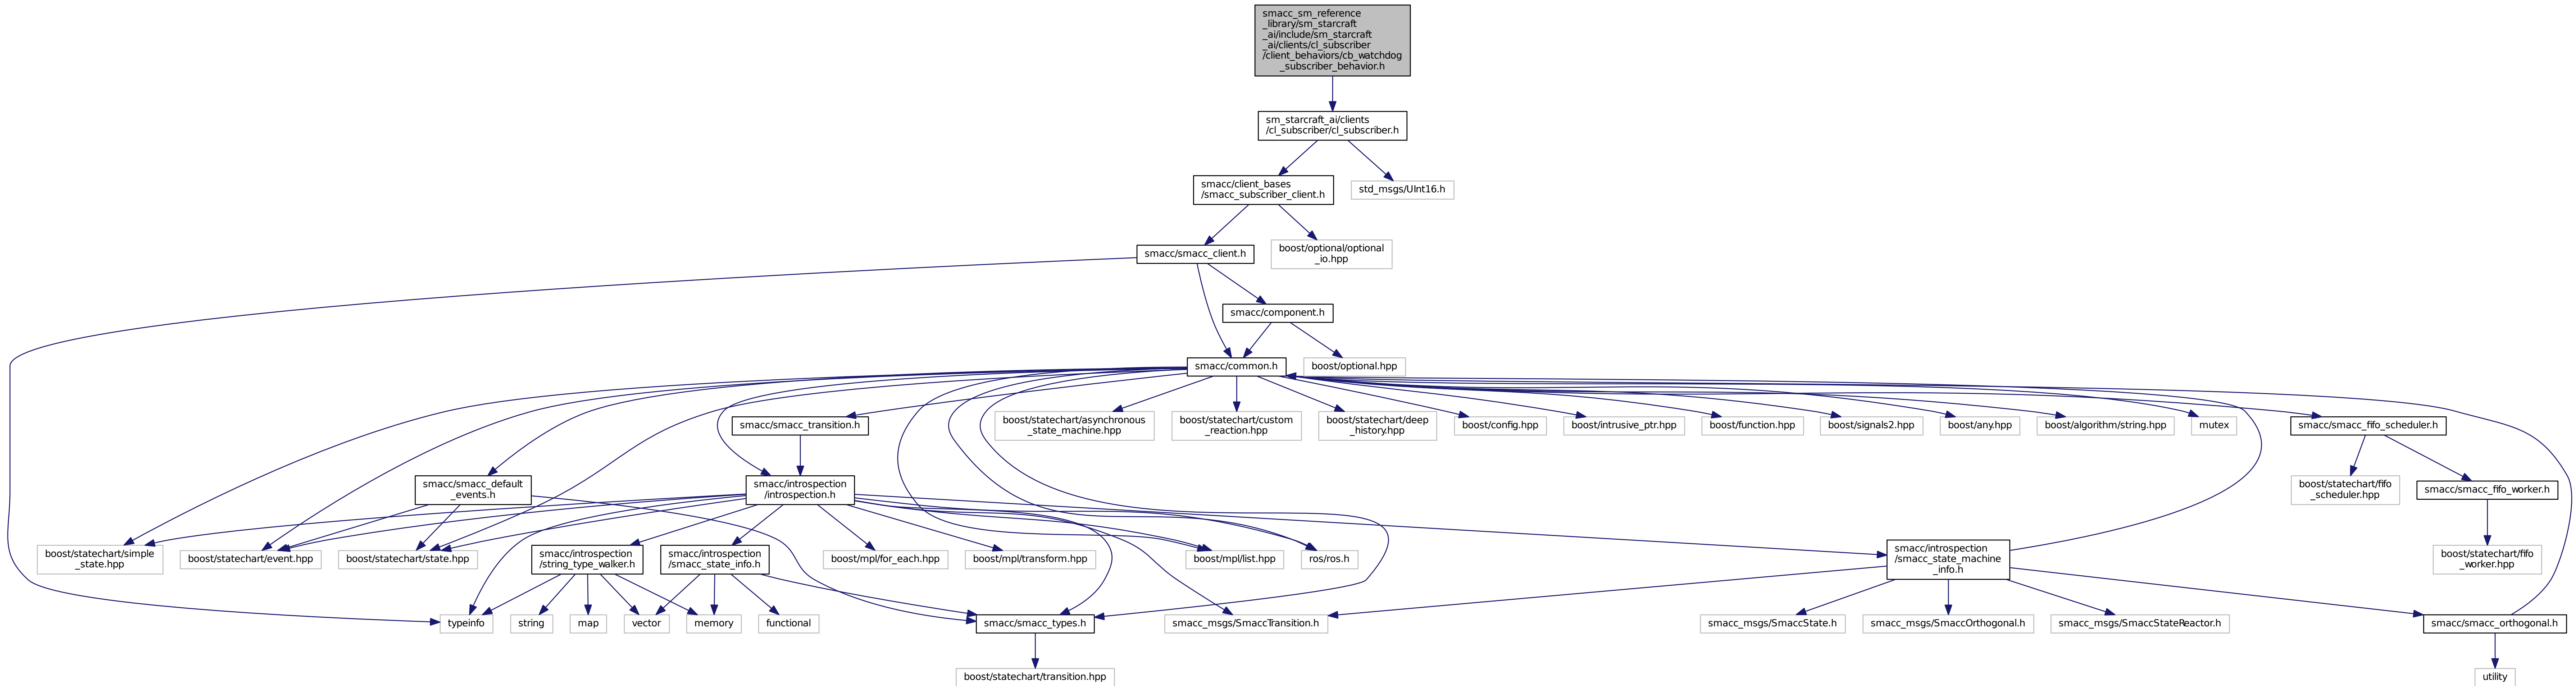 smacc_sm_reference
_library/sm_starcraft
_ai/include/sm_starcraft
_ai/clients/cl_subscriber
/client_behaviors/cb_watchdog
_subscriber_behavior.h
sm_starcraft_ai/clients
/cl_subscriber/cl_subscriber.h
smacc/client_bases
/smacc_subscriber_client.h
std_msgs/UInt16.h
smacc/smacc_client.h
boost/optional/optional
_io.hpp
smacc/component.h
smacc/common.h
boost/optional.hpp
smacc/smacc_transition.h
boost/statechart/asynchronous
_state_machine.hpp
boost/statechart/custom
_reaction.hpp
boost/statechart/deep
_history.hpp
boost/config.hpp
boost/intrusive_ptr.hpp
boost/function.hpp
boost/signals2.hpp
boost/any.hpp
boost/algorithm/string.hpp
mutex
smacc/smacc_fifo_scheduler.h
smacc/smacc_default
_events.h
smacc/introspection
/introspection.h
boost/statechart/fifo
_scheduler.hpp
smacc/smacc_fifo_worker.h
boost/statechart/simple
_state.hpp
boost/statechart/event.hpp
boost/statechart/state.hpp
smacc/introspection
/string_type_walker.h
smacc/introspection
/smacc_state_info.h
boost/mpl/for_each.hpp
boost/mpl/transform.hpp
boost/mpl/list.hpp
ros/ros.h
smacc/introspection
/smacc_state_machine
_info.h
boost/statechart/fifo
_worker.hpp
typeinfo
string
map
vector
memory
functional
smacc/smacc_types.h
smacc_msgs/SmaccTransition.h
smacc_msgs/SmaccState.h
smacc_msgs/SmaccOrthogonal.h
smacc_msgs/SmaccStateReactor.h
smacc/smacc_orthogonal.h
boost/statechart/transition.hpp
utility